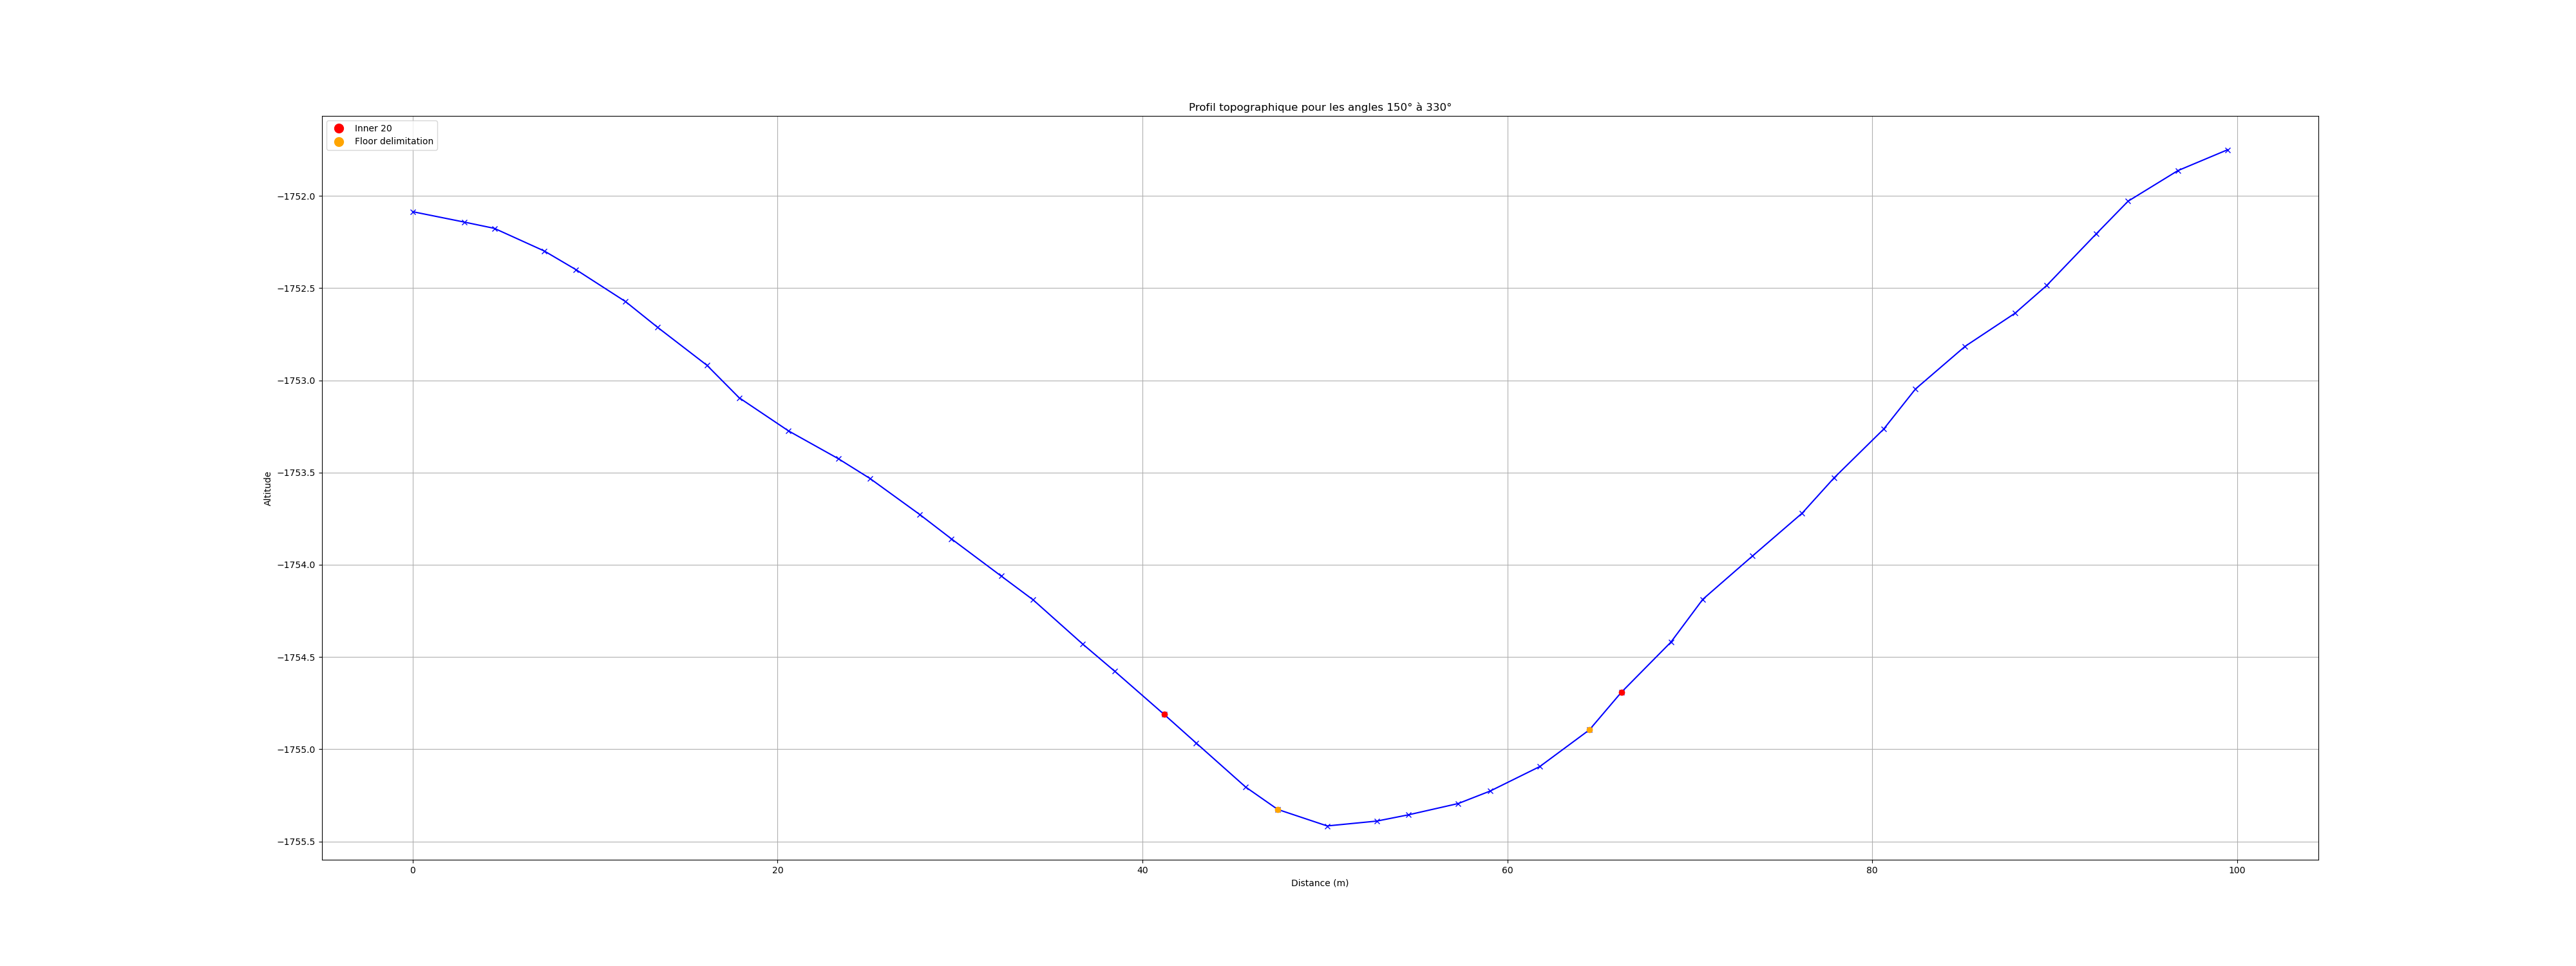 Profil topographique pour les angles 150° à 330°
Inner 20
Floor delimitation
−1752.0
−1752.5
−1753.0
−1753.5
−1754.0
−1754.5
−1755.0
−1755.5
Altitude
0 20 40 60 80 100
Distance (m)